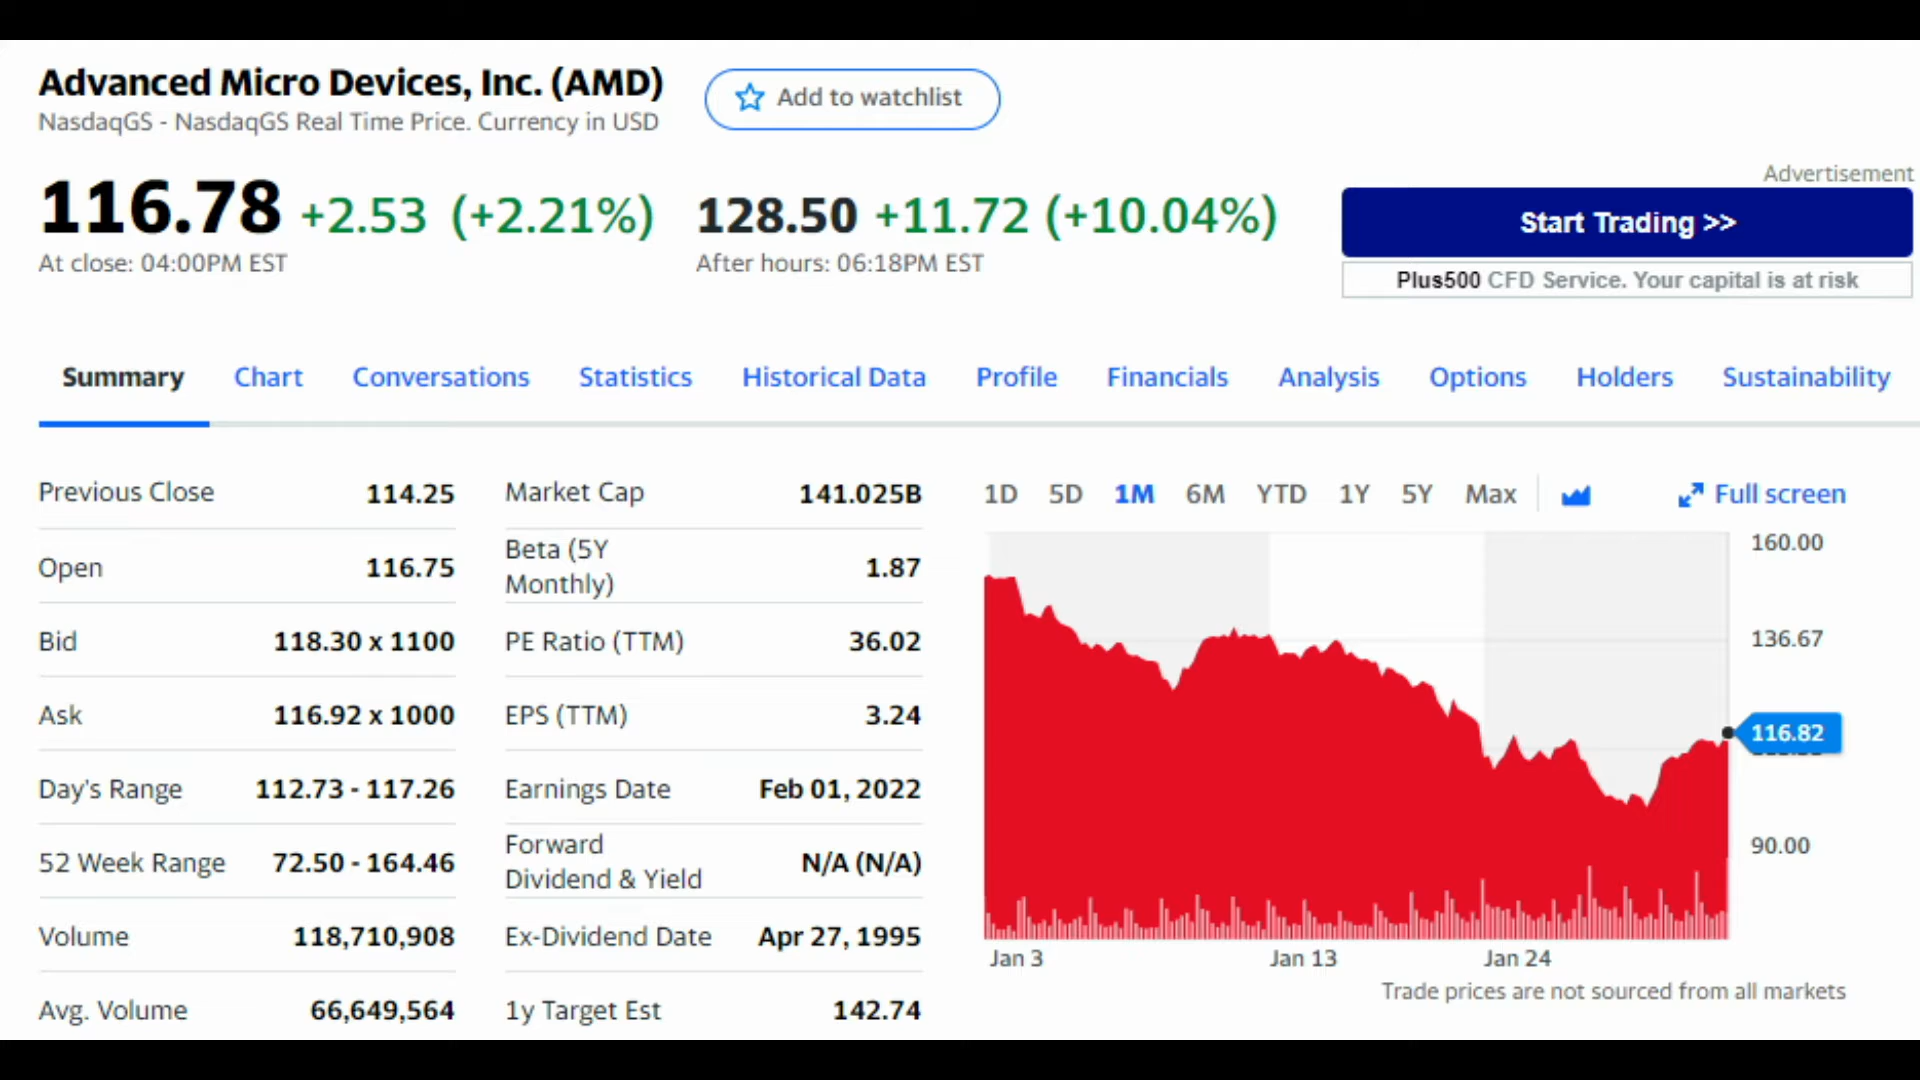 Advanced Micro Devices, Inc. (AMD)
Add to watchlist
NasdaqGS - NasdaqGS Real Time Price. Currency in USD
116.78 +2.53 (+2.21%)
At close: 04:00PM EST
128.50 +11.72 (+10.04%)
After hours: 06:18PM EST
Advertisement
Start Trading >>
Plus500 CFD Service. Your capital is at risk
Summary Chart Conversations Statistics Historical Data Profile Financials Analysis Options Holders Sustainability
Previous Close 114.25
Open 116.75
Bid 118.30 x 1100
Ask 116.92 x 1000
Day's Range 112.73 - 117.26
52 Week Range 72.50 - 164.46
Volume 118,710,908
Avg. Volume 66,649,564
Market Cap 141.025B
Beta (5Y
Monthly) 1.87
PE Ratio (TTM) 36.02
EPS (TTM) 3.24
Earnings Date Feb 01, 2022
Forward
Dividend & Yield N/A (N/A)
Ex-Dividend Date Apr 27, 1995
1y Target Est 142.74
1D 5D 1M 6M YTD 1Y 5Y Max Full screen
160.00
136.67
116.82
90.00
Jan 3 Jan 13 Jan 24
Trade prices are not sourced from all markets